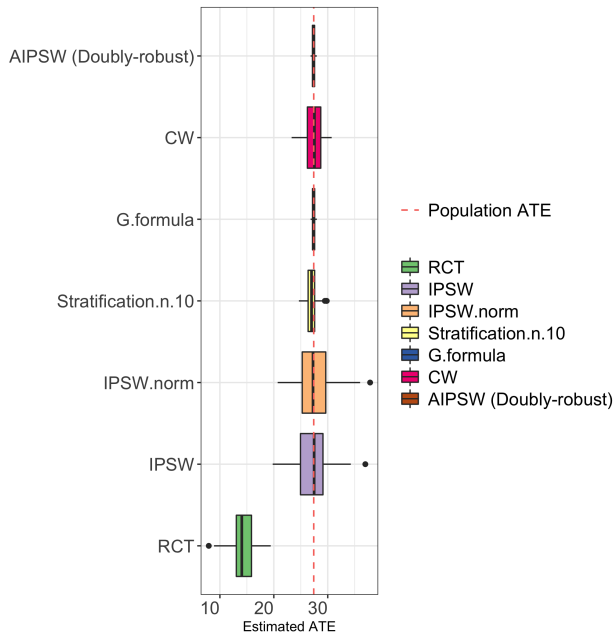 AIPSW (Doubly-robust)
CW
G.formula
Stratification.n.10
IPSW.norm
IPSW
RCT
10 20 30
Estimated ATE
Population ATE
RCT
IPSW
IPSW.norm
Stratification.n.10
G.formula
CW
AIPSW (Doubly-robust)